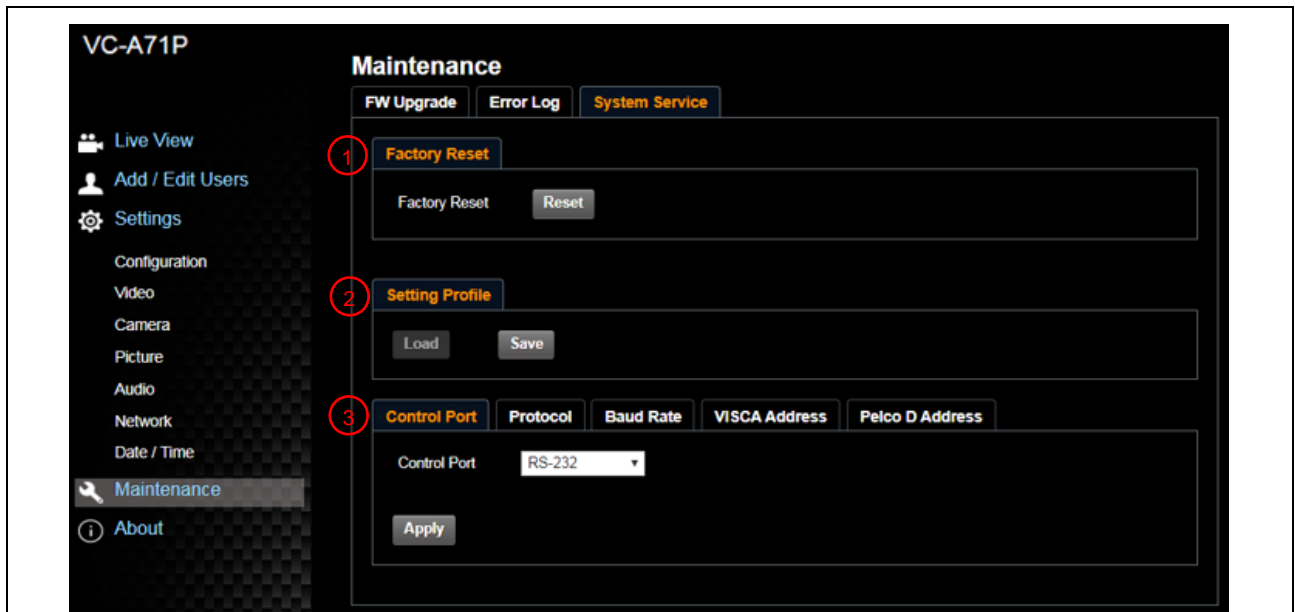 VC-A71P
Live View
Add / Edit Users
Settings
Configuration
Video
Camera
Picture
Audio
Network
Date / Time
Maintenance
About
Maintenance
FW Upgrade Error Log System Service
1 Factory Reset
Factory Reset Reset
2 Setting Profile
Load Save
3 Control Port Protocol Baud Rate VISCA Address Pelco D Address
Control Port RS-232
Apply